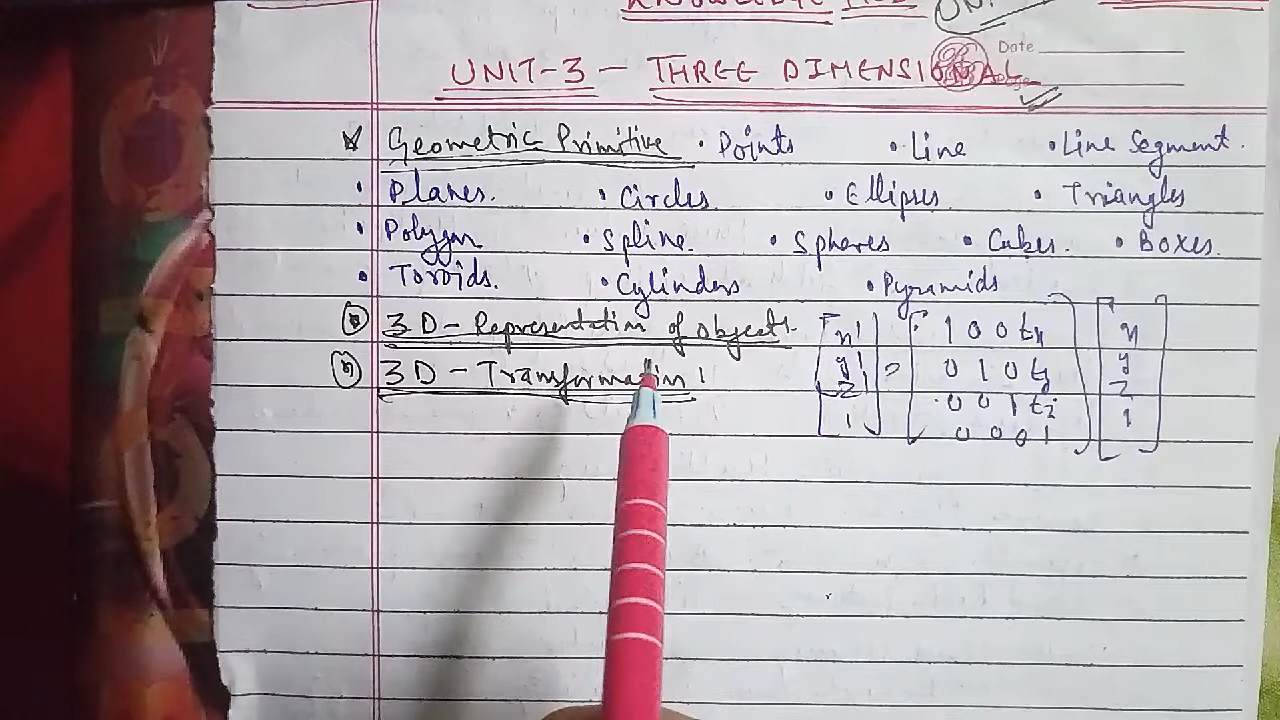 KNOWLEDGE
UNIT-3 - THREE DIMENSIONAL
Date
Geometric Primitive • Points • Line • Line Segment.
• Planes. • Circles. • Ellipses. • Triangles
• Polygon • Spline. • Spheres • Cubes. • Boxes.
• Toroids. • Cylinders • Pyramids
3D - Representation of objects.
3D - Transformation
x' 1 0 0 tx x
y' = 0 1 0 ty y
z' 0 0 1 tz z
1 0 0 0 1 1